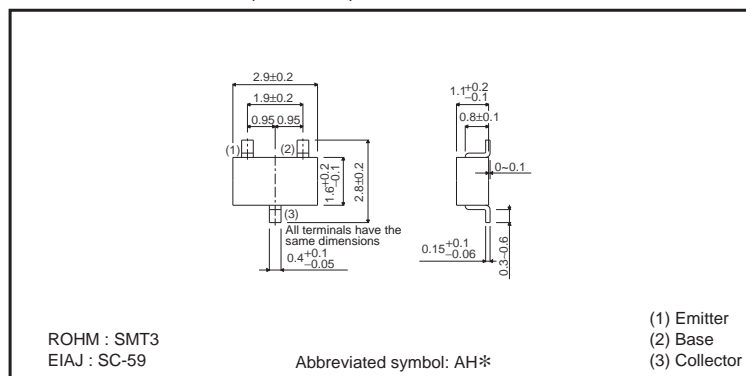 2.9±0.2
1.9±0.2
0.95 0.95
(1) (2)
1.6+0.2 −0.1
2.8±0.2
(3)
All terminals have the
same dimensions
0.4+0.1 −0.05
1.1+0.2 −0.1
0.8±0.1
0~0.1
0.15+0.1 −0.06
0.3~0.6
ROHM : SMT3
EIAJ : SC-59
Abbreviated symbol: AH*
(1) Emitter
(2) Base
(3) Collector